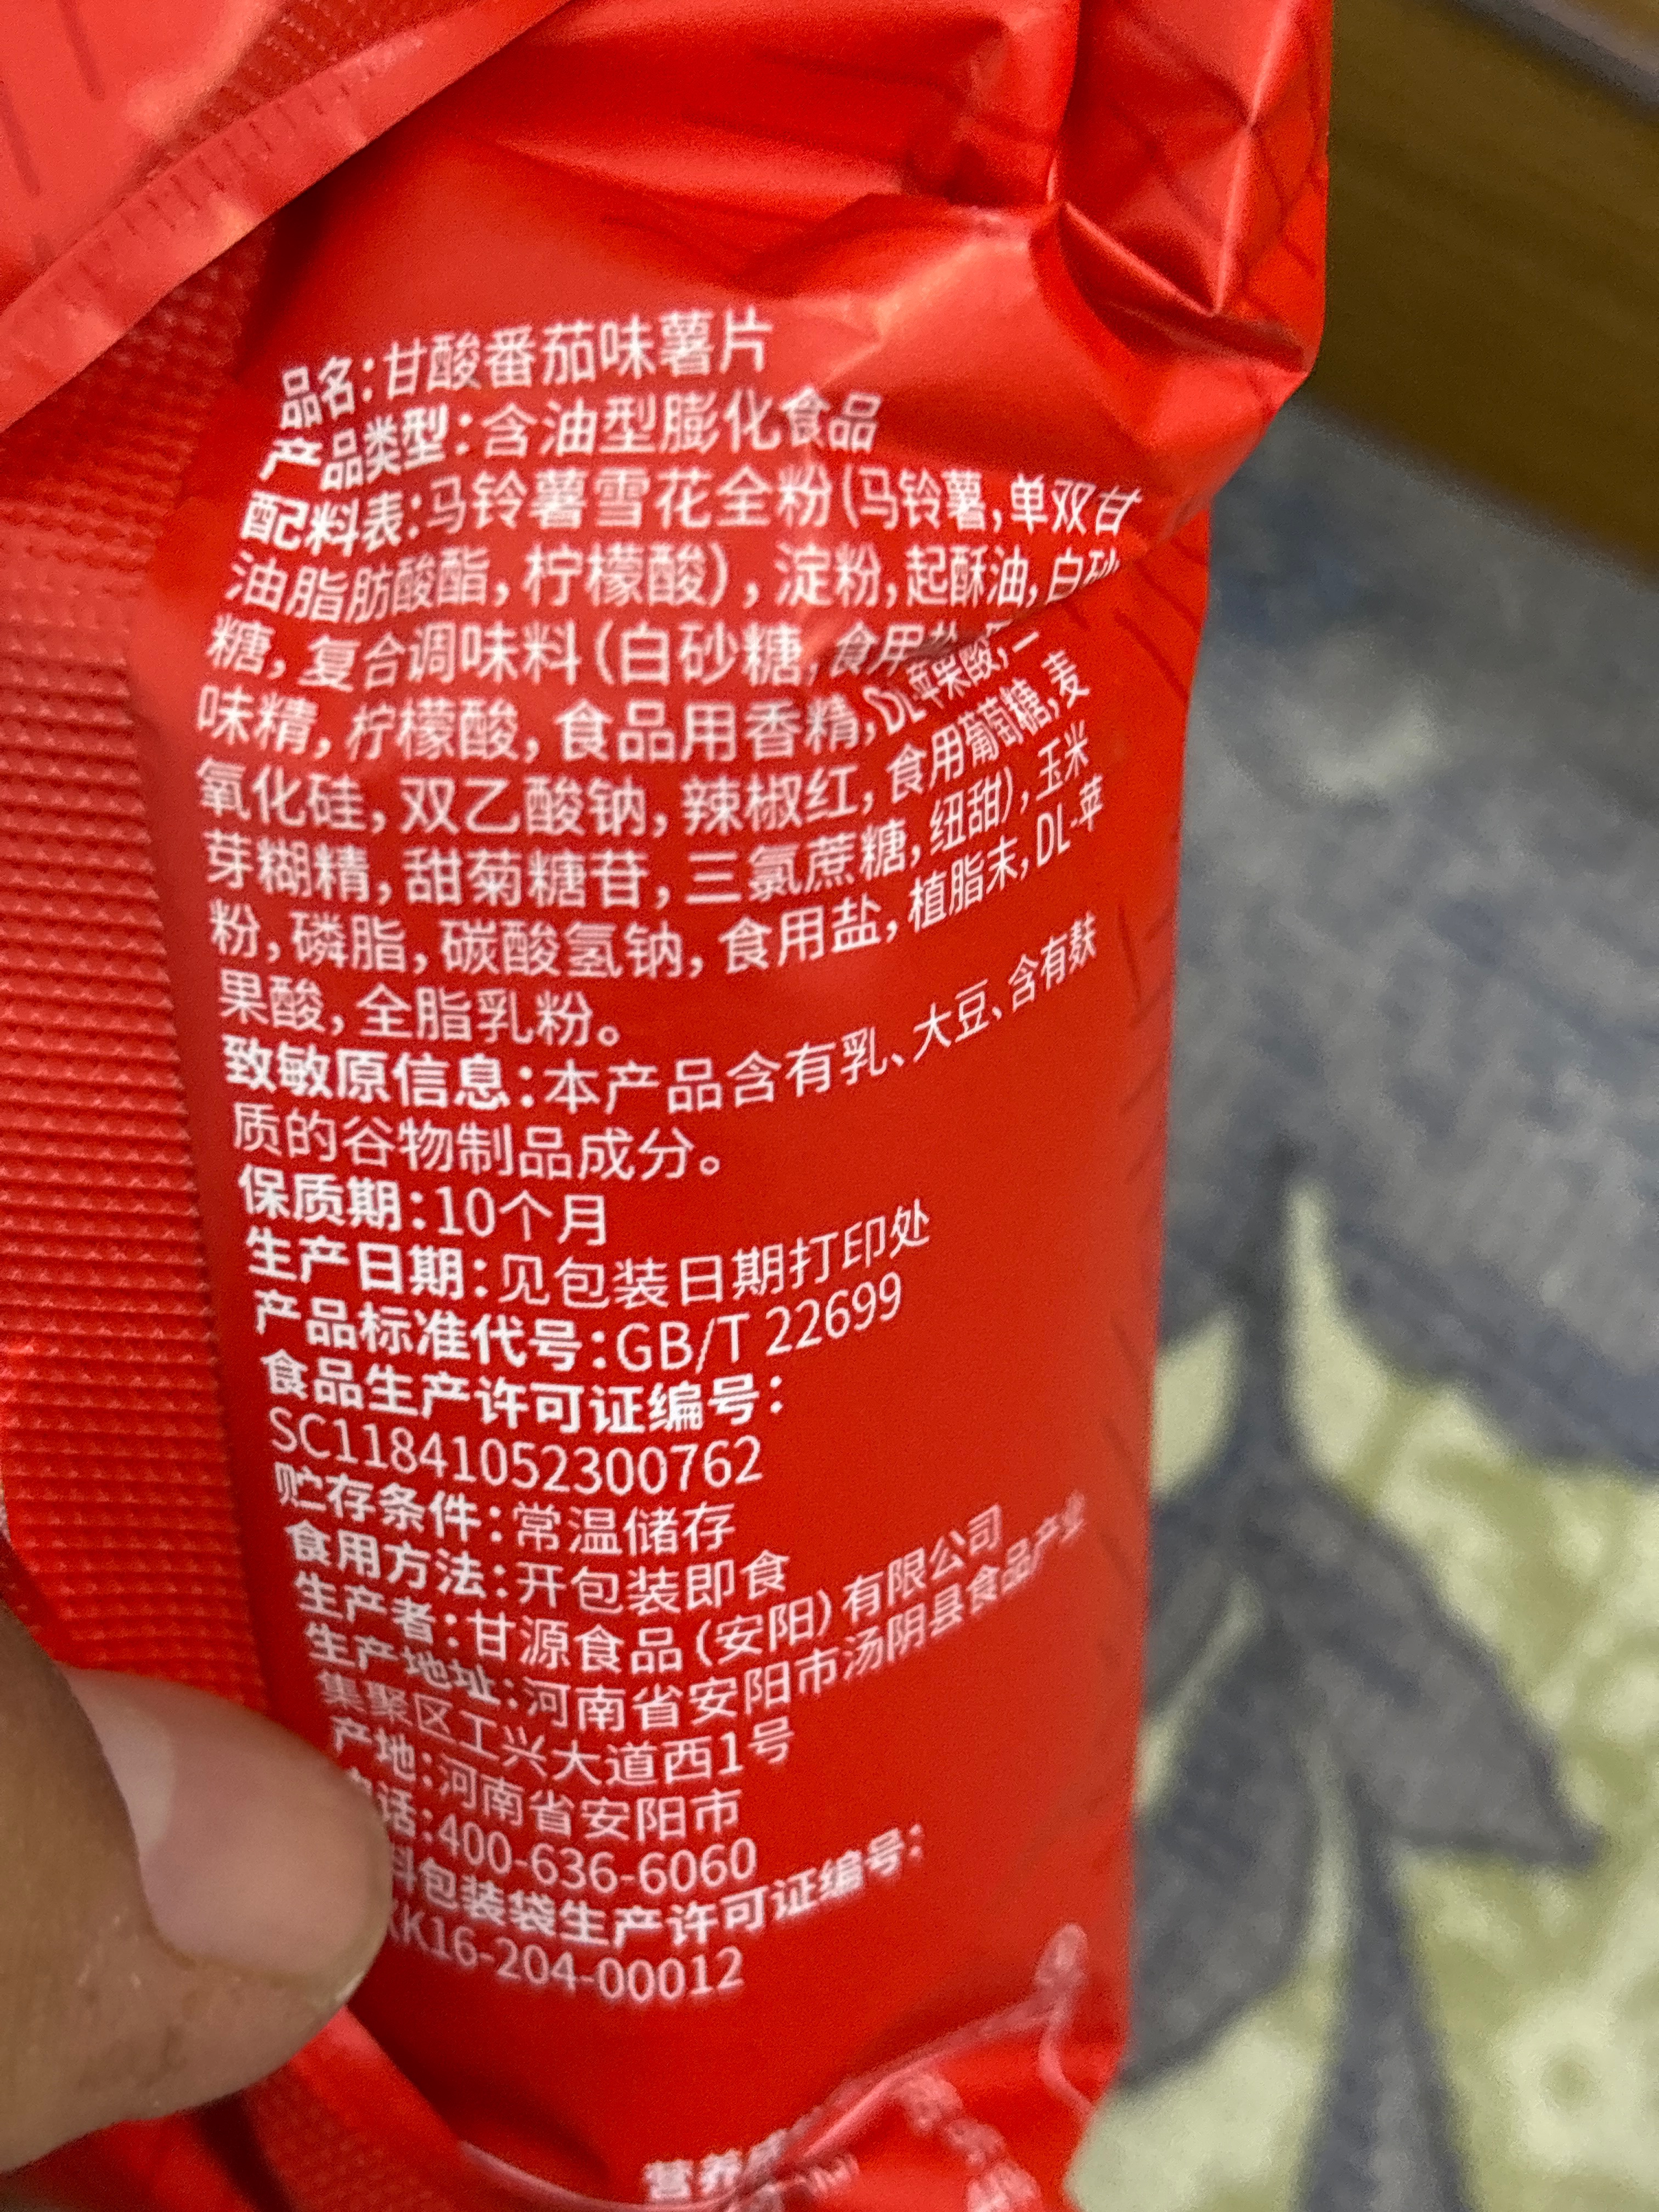 品名:甘酸番茄味薯片
产品类型:含油型膨化食品
配料表:马铃薯雪花全粉(马铃薯,单双甘
油脂肪酸酯,柠檬酸),淀粉,起酥油,白砂
糖,复合调味料(白砂糖,食用
味精,柠檬酸,食品用香精,DL-苹果酸,二
氧化硅,双乙酸钠,辣椒红,食用葡萄糖,麦
芽糊精,甜菊糖苷,三氯蔗糖,纽甜),玉米
粉,磷脂,碳酸氢钠,食用盐,植脂末,DL-苹
果酸,全脂乳粉。
致敏原信息:本产品含有乳、大豆、含有麸
质的谷物制品成分。
保质期:10个月
生产日期:见包装日期打印处
产品标准代号:GB/T 22699
食品生产许可证编号:
SC11841052300762
贮存条件:常温储存
食用方法:开包装即食
生产者:甘源食品(安阳)有限公司
生产地址:河南省安阳市汤阴县食品产业
集聚区工兴大道西1号
产地:河南省安阳市
话:400-636-6060
料包装袋生产许可证编号:
K16-204-00012
营养